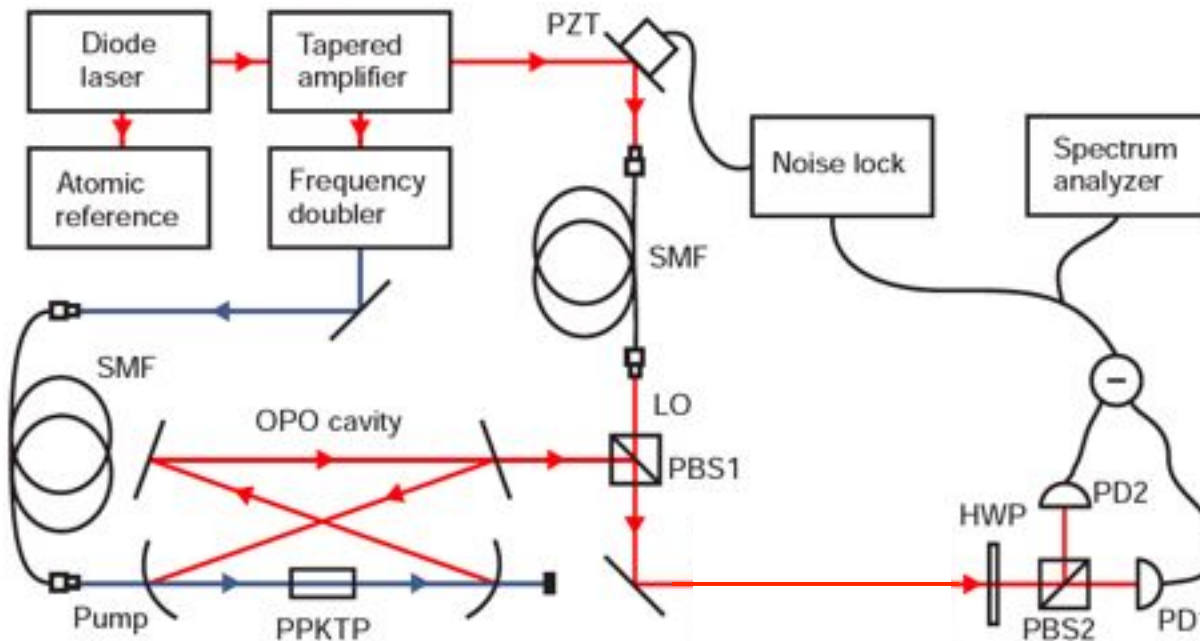 Diode
laser
Tapered
amplifier
PZT
Atomic
reference
Frequency
doubler
Noise lock
Spectrum
analyzer
SMF
SMF
LO
OPO cavity
PBS1
PD2
HWP
Pump
PPKTP
PBS2
PD
−